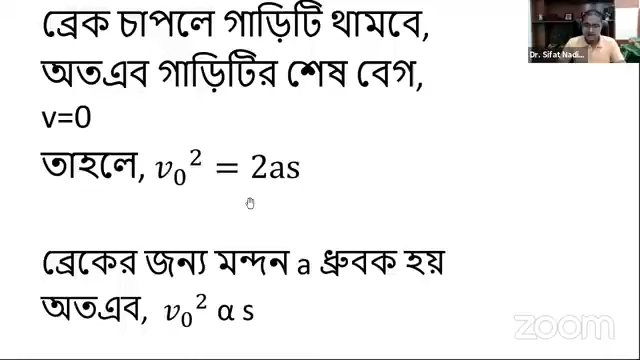 ব্রেক চাপলে গাড়িটি থামবে,
অতএব গাড়িটির শেষ বেগ,
v=0
তাহলে, v₀² = 2as
ব্রেকের জন্য মন্দন a ধ্রুবক হয়
অতএব, v₀² α s
Dr. Sifat Nadi...
zoom